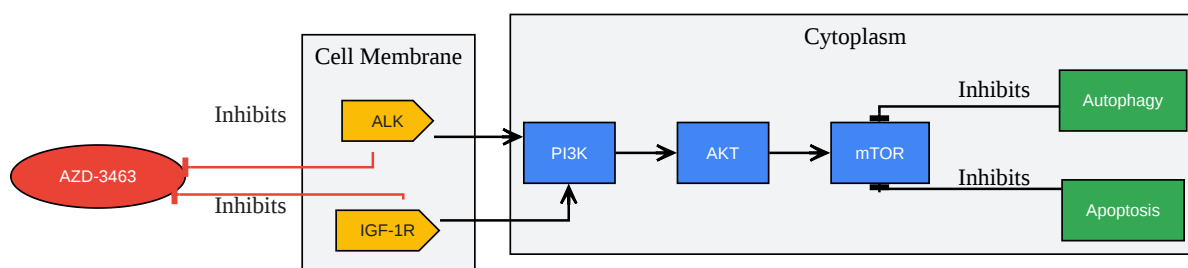 Cytoplasm
Cell Membrane
Inhibits
Autophagy
Inhibits
ALK
PI3K
AKT
mTOR
AZD-3463
Inhibits
Inhibits
IGF-1R
Apoptosis